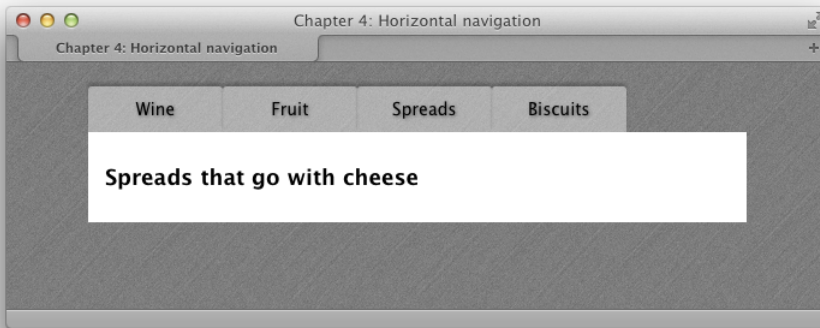 Chapter 4: Horizontal navigation
Chapter 4: Horizontal navigation
Wine Fruit Spreads Biscuits
Spreads that go with cheese